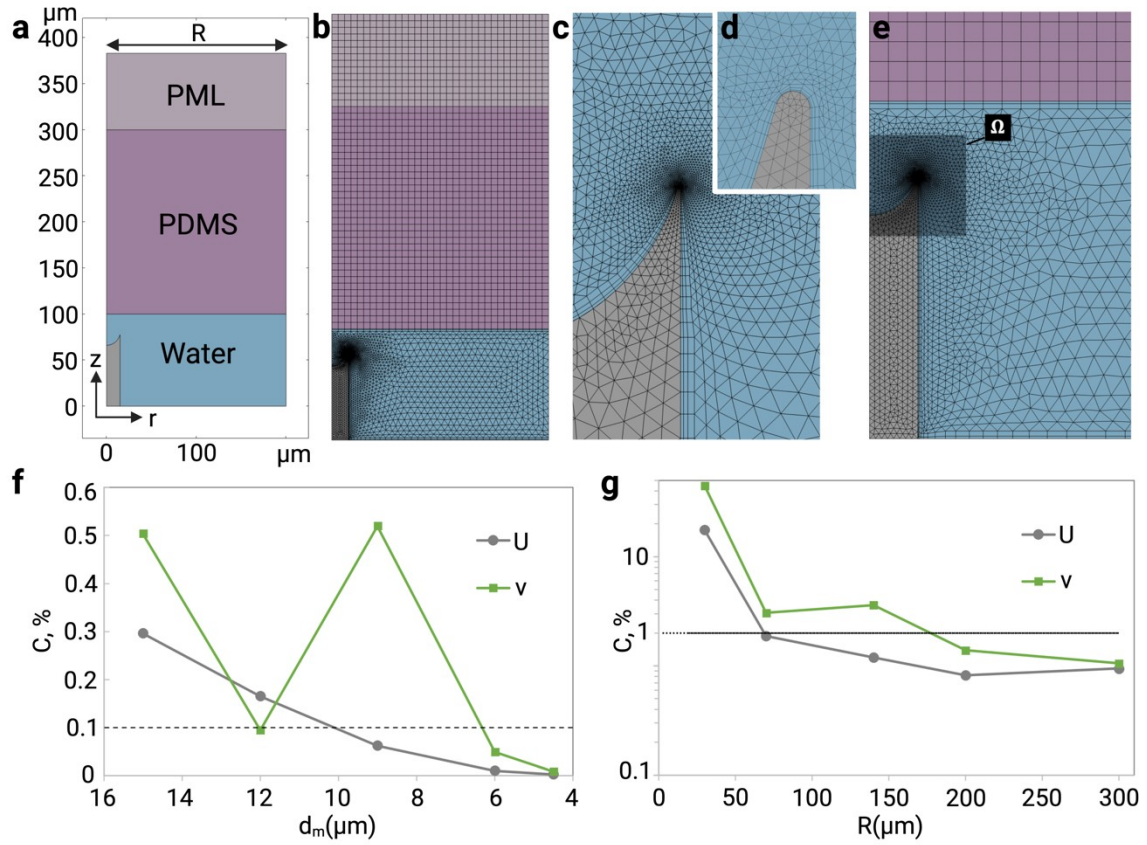 a
μm
400
350
300
250
200
150
100
50
0
R
PML
PDMS
Water
z
r
0
100
μm
b
c
d
e
Ω
f
0.6
0.5
0.4
0.3
0.2
0.1
0
C, %
U
v
16
14
12
10
8
6
4
dm(μm)
g
10
1
0.1
C, %
U
v
0
50
100
150
200
250
300
R(μm)